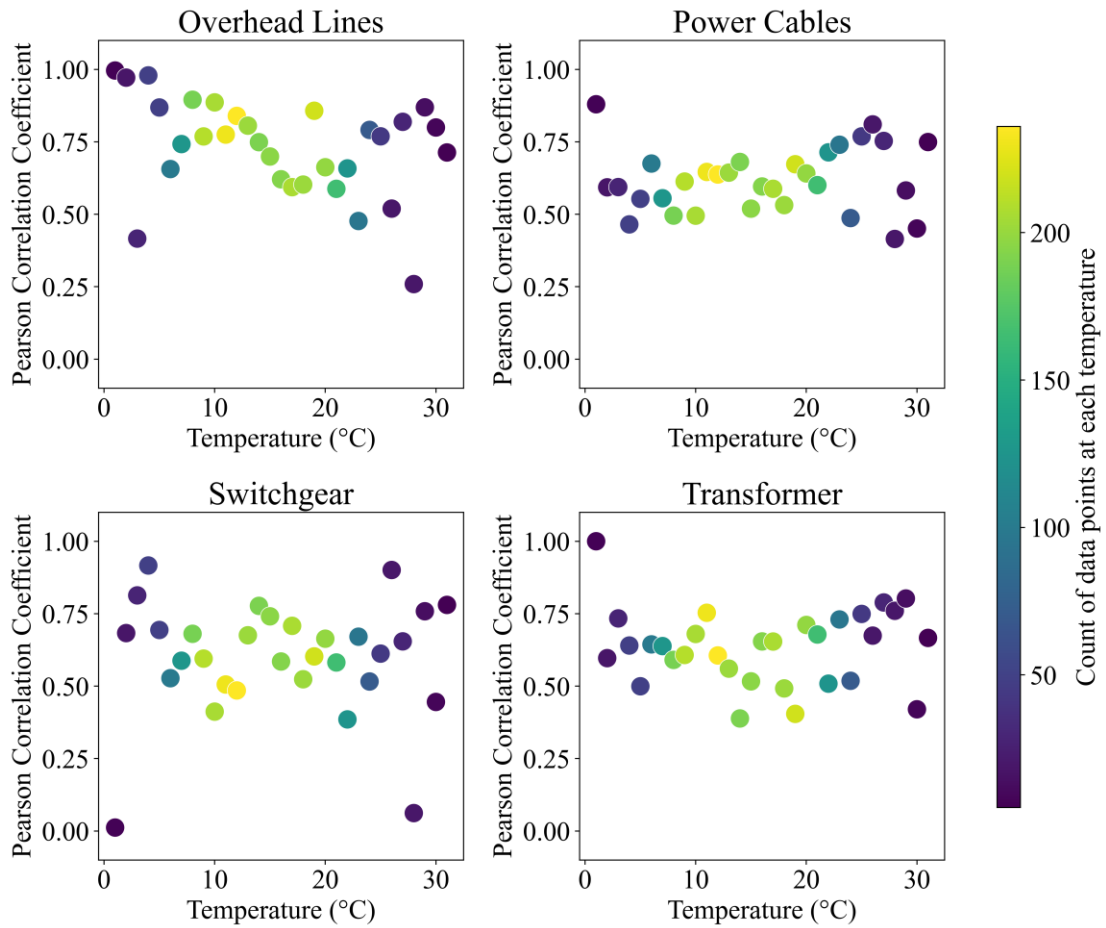 Overhead Lines
Pearson Correlation Coefficient
1.00
0.75
0.50
0.25
0.00
0 10 20 30
Temperature (°C)
Power Cables
Pearson Correlation Coefficient
1.00
0.75
0.50
0.25
0.00
0 10 20 30
Temperature (°C)
Switchgear
Pearson Correlation Coefficient
1.00
0.75
0.50
0.25
0.00
0 10 20 30
Temperature (°C)
Transformer
Pearson Correlation Coefficient
1.00
0.75
0.50
0.25
0.00
0 10 20 30
Temperature (°C)
200
150
100
50
Count of data points at each temperature